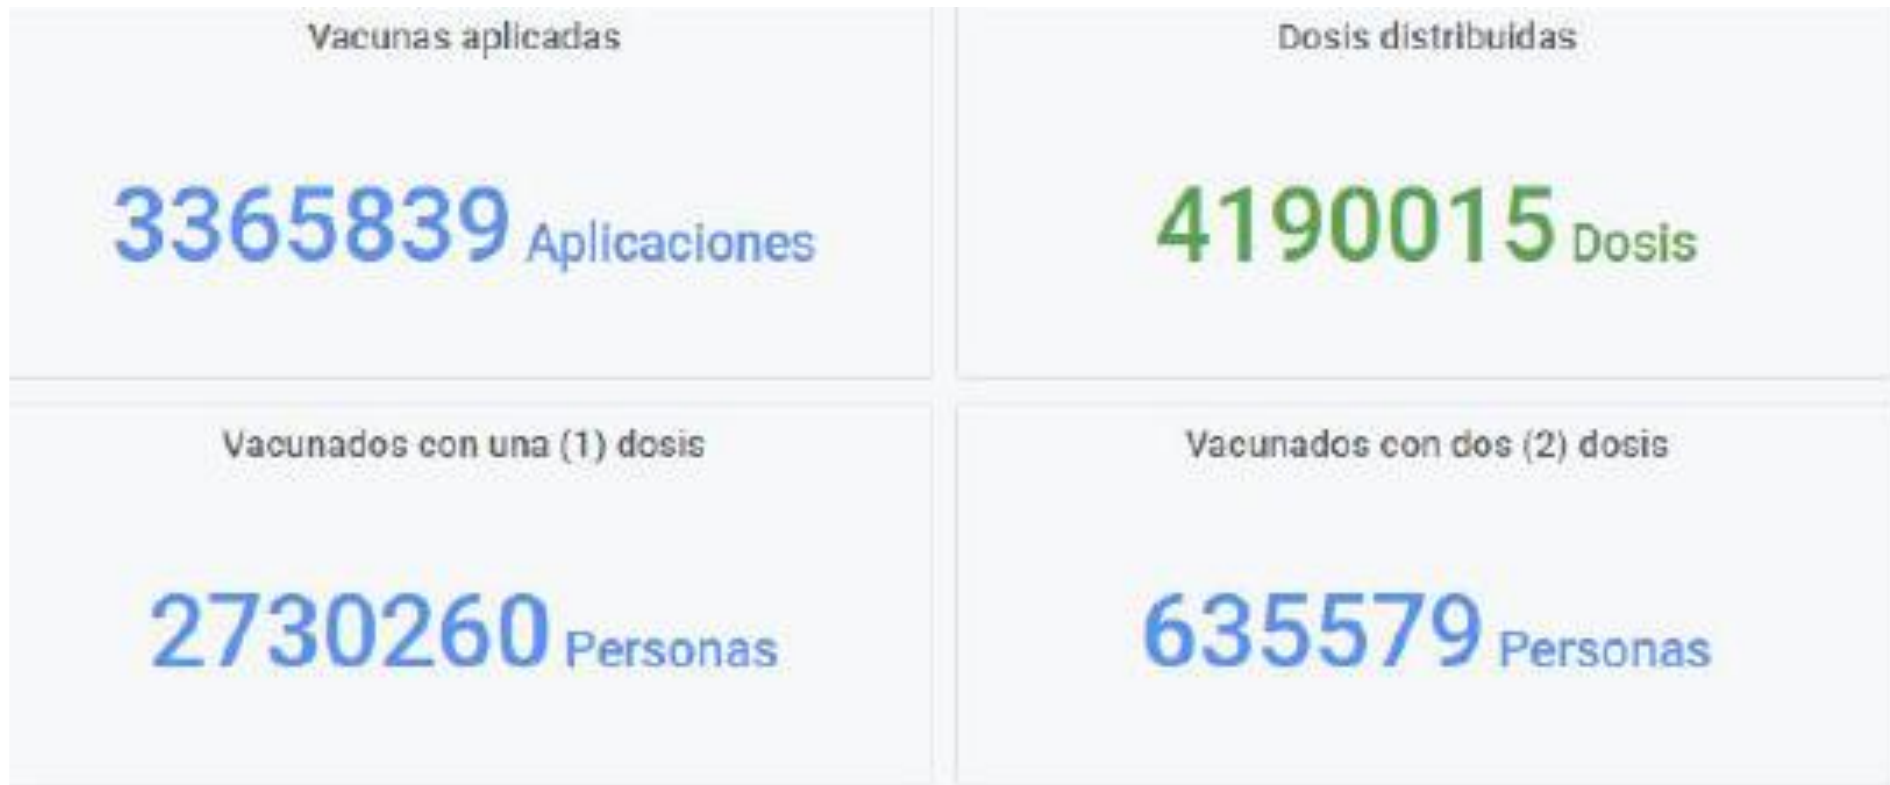 Vacunas aplicadas
3365839 Aplicaciones
Dosis distribuidas
4190015 Dosis
Vacunados con una (1) dosis
2730260 Personas
Vacunados con dos (2) dosis
635579 Personas